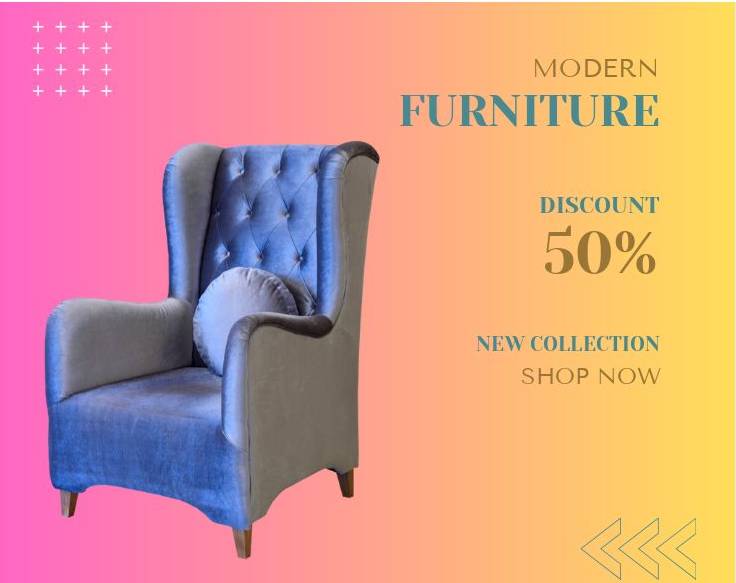 MODERN
FURNITURE
DISCOUNT
50%
NEW COLLECTION
SHOP NOW